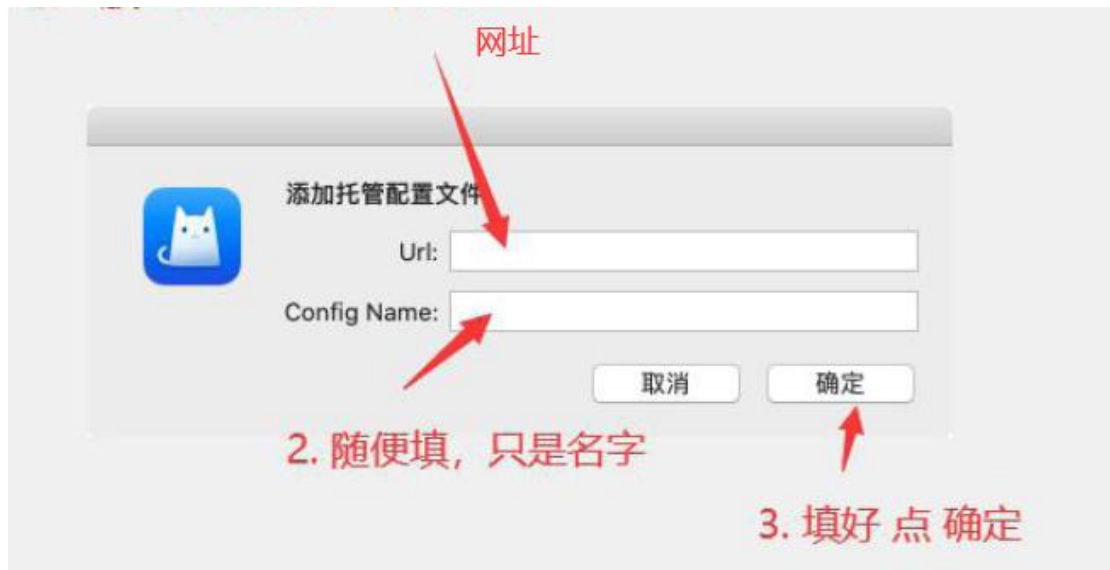 网址
添加托管配置文件
Url:
Config Name:
取消
确定
2. 随便填，只是名字
3. 填好 点 确定